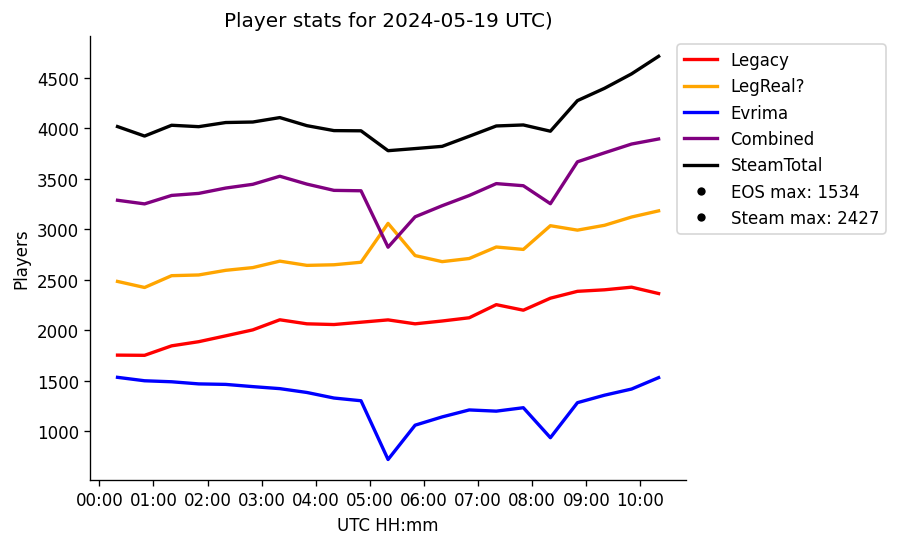 Player stats for 2024-05-19 UTC)
Legacy
LegReal?
Evrima
Combined
SteamTotal
EOS max: 1534
Steam max: 2427
Players
4500
4000
3500
3000
2500
2000
1500
1000
00:00 01:00 02:00 03:00 04:00 05:00 06:00 07:00 08:00 09:00 10:00
UTC HH:mm